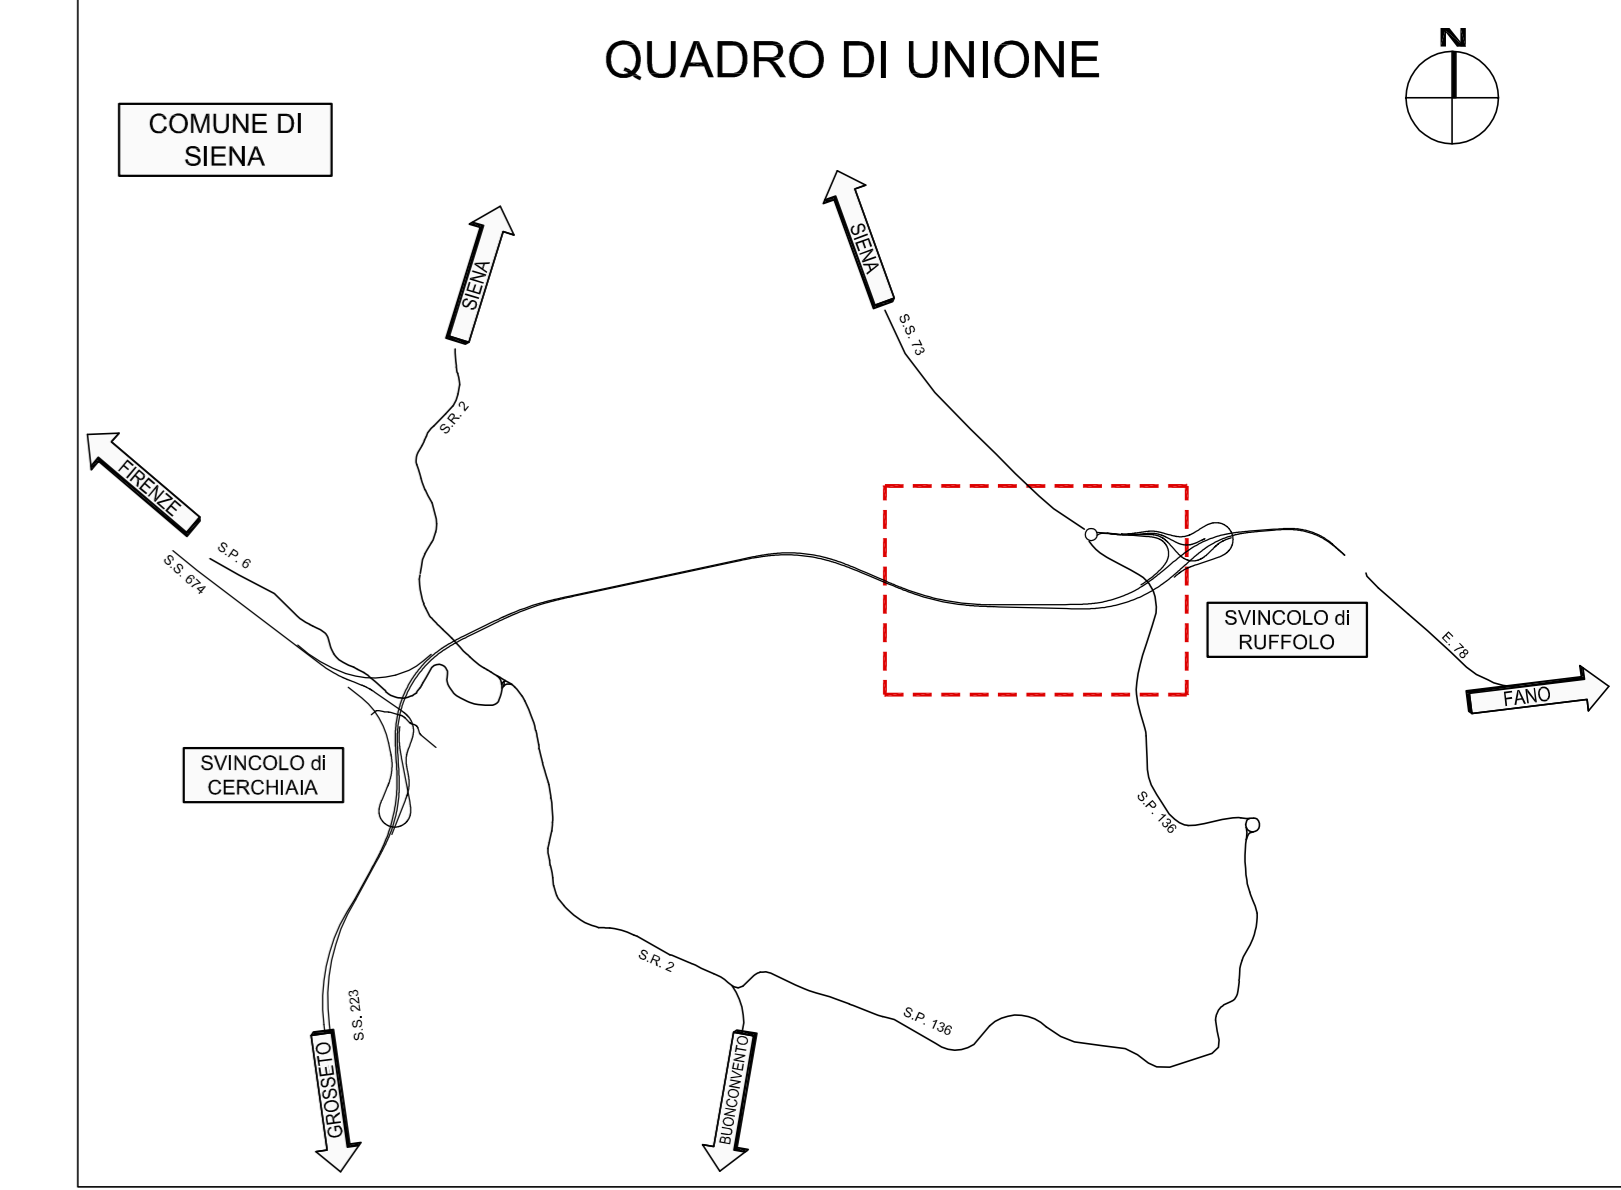 QUADRO DI UNIONE
N
COMUNE DI
SIENA
SIENA
SIENA
S.S. 73
S.R. 2
FIRENZE
S.P. 6
S.S. 674
SVINCOLO di
RUFFOLO
E. 78
FANO
SVINCOLO di
CERCHIAIA
S.P. 136
S.R. 2
S.P. 136
S.S. 223
GROSSETO
BUONCONVENTO